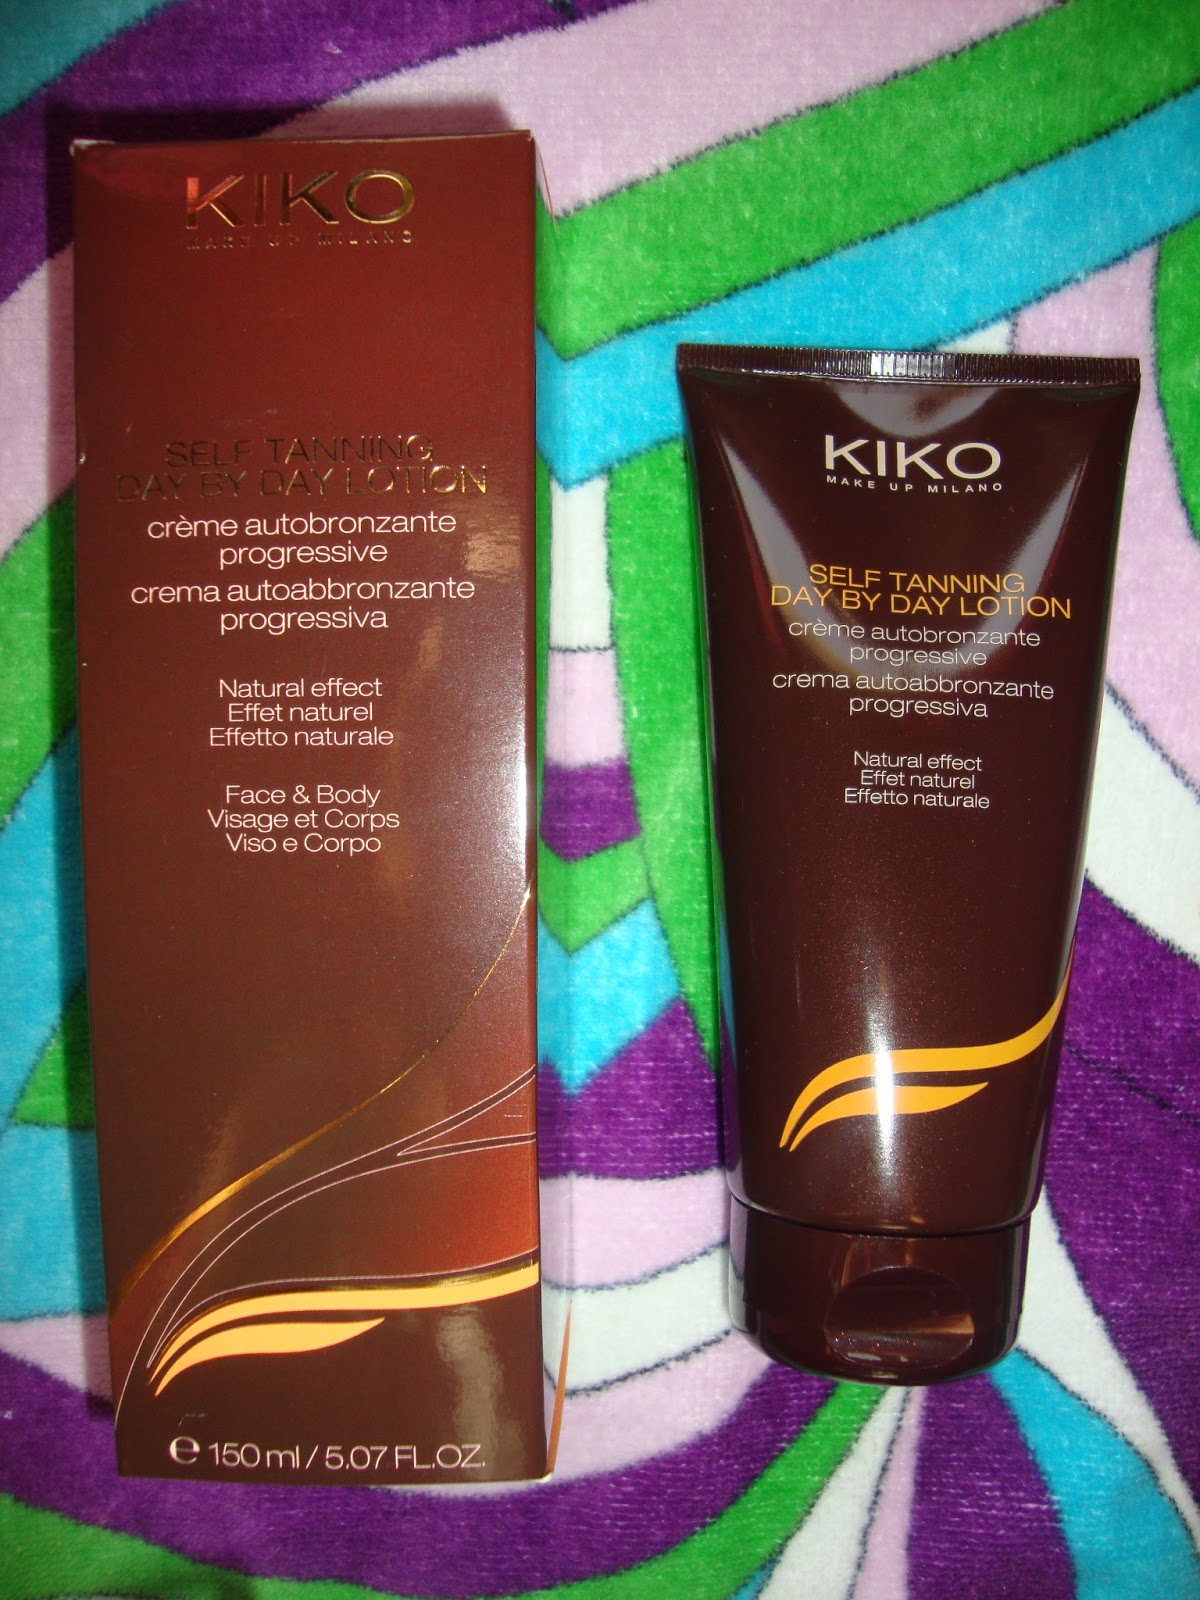 KIKO
MAKE UP MILANO
SELF TANNING
DAY BY DAY LOTION
crème autobronzante
progressive
crema autoabbronzante
progressiva
Natural effect
Effet naturel
Effetto naturale
Face & Body
Visage et Corps
Viso e Corpo
e 150 ml / 5.07 FL.OZ.
KIKO
MAKE UP MILANO
SELF TANNING
DAY BY DAY LOTION
crème autobronzante
progressive
crema autoabbronzante
progressiva
Natural effect
Effet naturel
Effetto naturale